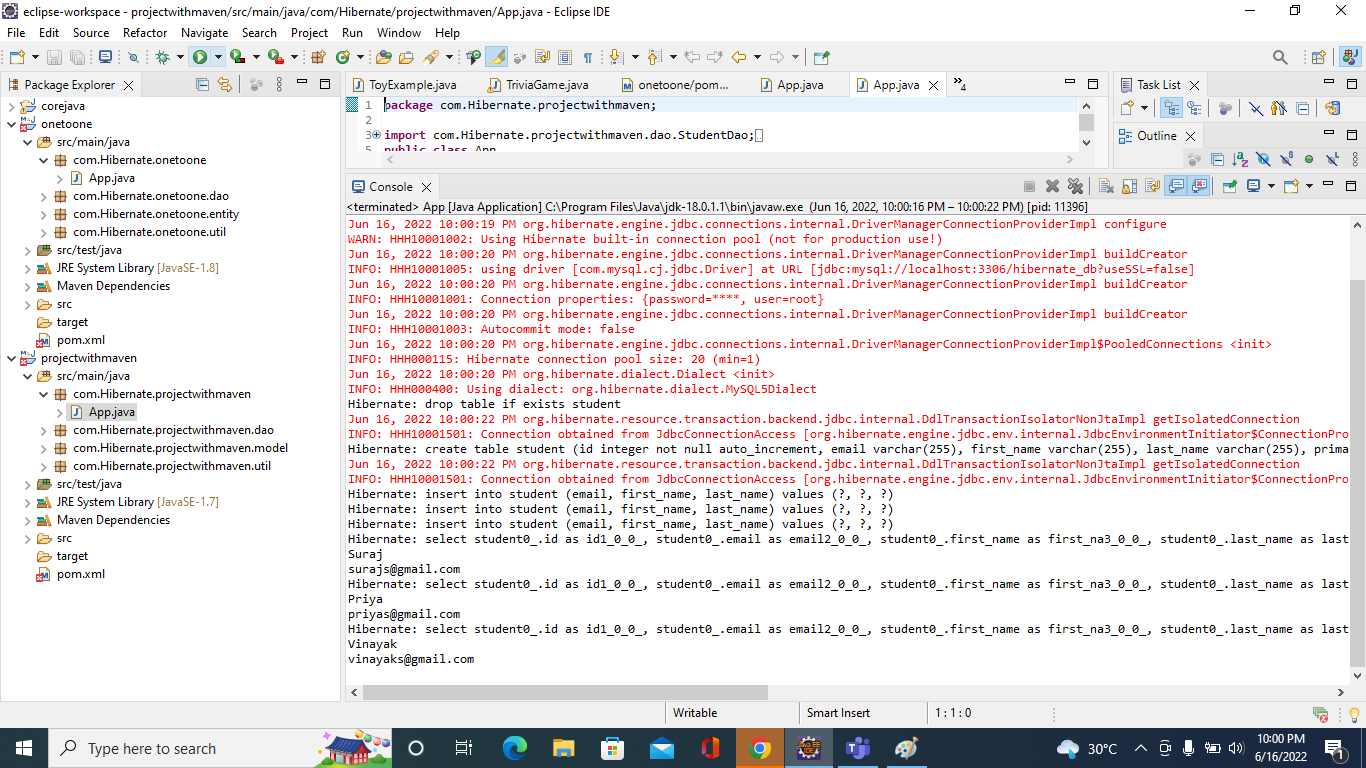 eclipse-workspace - projectwithmaven/src/main/java/com/Hibernate/projectwithmaven/App.java - Eclipse IDE
File Edit Source Refactor Navigate Search Project Run Window Help
Package Explorer
corejava
onetoone
src/main/java
com.Hibernate.onetoone
App.java
com.Hibernate.onetoone.dao
com.Hibernate.onetoone.entity
com.Hibernate.onetoone.util
src/test/java
JRE System Library [JavaSE-1.8]
Maven Dependencies
src
target
pom.xml
projectwithmaven
src/main/java
com.Hibernate.projectwithmaven
App.java
com.Hibernate.projectwithmaven.dao
com.Hibernate.projectwithmaven.model
com.Hibernate.projectwithmaven.util
src/test/java
JRE System Library [JavaSE-1.7]
Maven Dependencies
src
target
pom.xml
ToyExample.java TriviaGame.java onetoone/pom... App.java App.java 4
1 package com.Hibernate.projectwithmaven;
2
3 import com.Hibernate.projectwithmaven.dao.StudentDao;
5 public class App
Task List
Outline
Console
<terminated> App [Java Application] C:\Program Files\Java\jdk-18.0.1.1\bin\javaw.exe (Jun 16, 2022, 10:00:16 PM – 10:00:22 PM) [pid: 11396]
Jun 16, 2022 10:00:19 PM org.hibernate.engine.jdbc.connections.internal.DriverManagerConnectionProviderImpl configure
WARN: HHH10001002: Using Hibernate built-in connection pool (not for production use!)
Jun 16, 2022 10:00:20 PM org.hibernate.engine.jdbc.connections.internal.DriverManagerConnectionProviderImpl buildCreator
INFO: HHH10001005: using driver [com.mysql.cj.jdbc.Driver] at URL [jdbc:mysql://localhost:3306/hibernate_db?useSSL=false]
Jun 16, 2022 10:00:20 PM org.hibernate.engine.jdbc.connections.internal.DriverManagerConnectionProviderImpl buildCreator
INFO: HHH10001001: Connection properties: {password=****, user=root}
Jun 16, 2022 10:00:20 PM org.hibernate.engine.jdbc.connections.internal.DriverManagerConnectionProviderImpl buildCreator
INFO: HHH10001003: Autocommit mode: false
Jun 16, 2022 10:00:20 PM org.hibernate.engine.jdbc.connections.internal.DriverManagerConnectionProviderImpl$PooledConnections <init>
INFO: HHH000115: Hibernate connection pool size: 20 (min=1)
Jun 16, 2022 10:00:20 PM org.hibernate.dialect.Dialect <init>
INFO: HHH000400: Using dialect: org.hibernate.dialect.MySQL5Dialect
Hibernate: drop table if exists student
Jun 16, 2022 10:00:22 PM org.hibernate.resource.transaction.backend.jdbc.internal.DdlTransactionIsolatorNonJtaImpl getIsolatedConnection
INFO: HHH10001501: Connection obtained from JdbcConnectionAccess [org.hibernate.engine.jdbc.env.internal.JdbcEnvironmentInitiator$ConnectionPro
Hibernate: create table student (id integer not null auto_increment, email varchar(255), first_name varchar(255), last_name varchar(255), prima
Jun 16, 2022 10:00:22 PM org.hibernate.resource.transaction.backend.jdbc.internal.DdlTransactionIsolatorNonJtaImpl getIsolatedConnection
INFO: HHH10001501: Connection obtained from JdbcConnectionAccess [org.hibernate.engine.jdbc.env.internal.JdbcEnvironmentInitiator$ConnectionPro
Hibernate: insert into student (email, first_name, last_name) values (?, ?, ?)
Hibernate: insert into student (email, first_name, last_name) values (?, ?, ?)
Hibernate: insert into student (email, first_name, last_name) values (?, ?, ?)
Hibernate: select student0_.id as id1_0_0_, student0_.email as email2_0_0_, student0_.first_name as first_na3_0_0_, student0_.last_name as last
Suraj
surajs@gmail.com
Hibernate: select student0_.id as id1_0_0_, student0_.email as email2_0_0_, student0_.first_name as first_na3_0_0_, student0_.last_name as last
Priya
priyas@gmail.com
Hibernate: select student0_.id as id1_0_0_, student0_.email as email2_0_0_, student0_.first_name as first_na3_0_0_, student0_.last_name as last
Vinayak
vinayaks@gmail.com
Writable Smart Insert 1 : 1 : 0
Type here to search
30°C
10:00 PM
6/16/2022
1